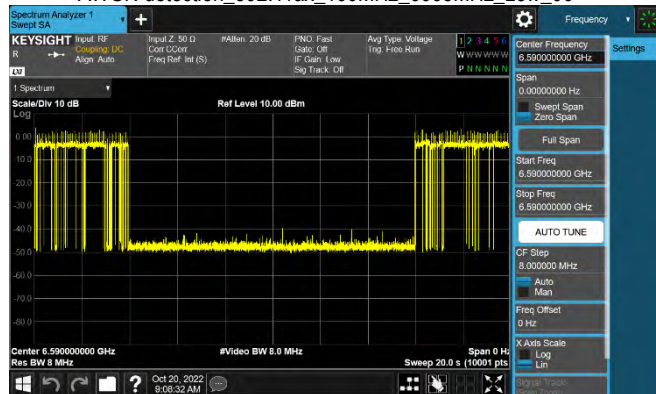 Spectrum Analyzer 1
Swept SA
+
Frequency
KEYSIGHT
R
LXI
Input: RF
Coupling: DC
Align: Auto
Input Z: 50 Ω
Corr CCorr
Freq Ref: Int (S)
#Atten: 20 dB
PNO: Fast
Gate: Off
IF Gain: Low
Sig Track: Off
Avg Type: Voltage
Trig: Free Run
1 2 3 4 5 6
W W W W W W
P N N N N N
1 Spectrum
Scale/Div 10 dB
Ref Level 10.00 dBm
Log
0.00
-20.0
-40.0
-50.0
-60.0
-70.0
-80.0
Center 6.590000000 GHz
#Video BW 8.0 MHz
Span 0 Hz
Res BW 8 MHz
Sweep 20.0 s (10001 pts
Oct 20, 2022
9:08:32 AM
Center Frequency
6.590000000 GHz
Settings
Span
0.00000000 Hz
Swept Span
Zero Span
Full Span
Start Freq
6.590000000 GHz
Stop Freq
6.590000000 GHz
AUTO TUNE
CF Step
8.000000 MHz
Auto
Man
Freq Offset
0 Hz
X Axis Scale
Log
Lin
Signal Track